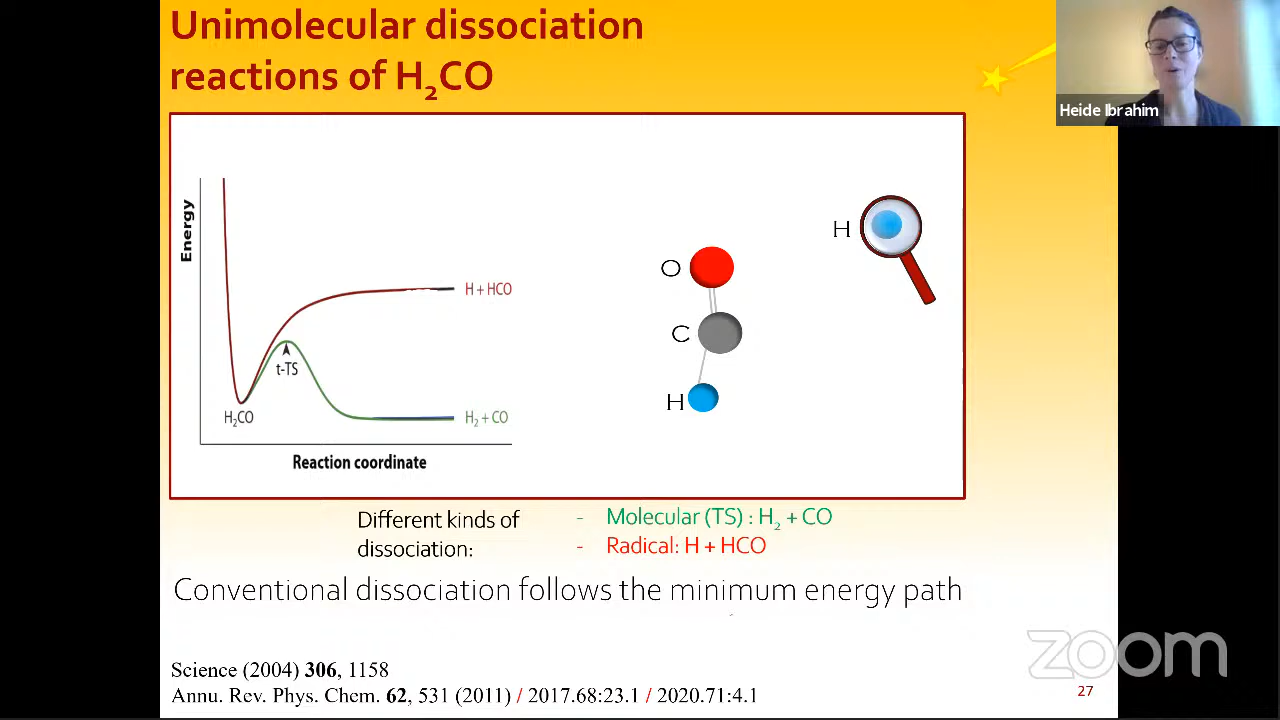 Unimolecular dissociation
reactions of H₂CO
Heide Ibrahim
Energy
H + HCO
t-TS
H₂CO
H₂ + CO
Reaction coordinate
O
C
H
H
Different kinds of
dissociation:
- Molecular (TS) : H₂ + CO
- Radical: H + HCO
Conventional dissociation follows the minimum energy path
Science (2004) 306, 1158
Annu. Rev. Phys. Chem. 62, 531 (2011) / 2017.68:23.1 / 2020.71:4.1
27
zoom